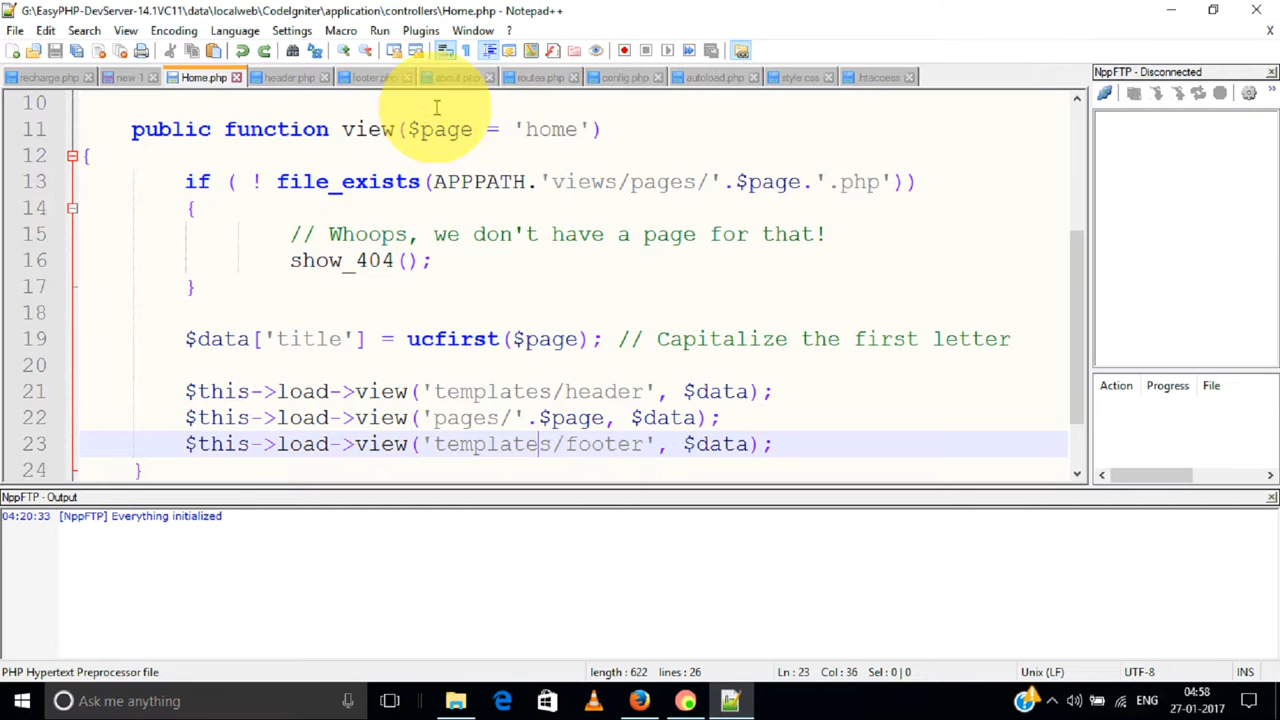 G:\EasyPHP-DevServer-14.1VC11\data\localweb\CodeIgniter\application\controllers\Home.php - Notepad++
File Edit Search View Encoding Language Settings Macro Run Plugins Window ? X
recharge.php new 1 Home.php header.php footer.php about.php routes.php config.php autoload.php style.css .htaccess
NppFTP - Disconnected
10
11 public function view($page = 'home')
12 {
13 if ( ! file_exists(APPPATH.'views/pages/'.$page.'.php'))
14 {
15 // Whoops, we don't have a page for that!
16 show_404();
17 }
18
19 $data['title'] = ucfirst($page); // Capitalize the first letter
20
21 $this->load->view('templates/header', $data);
22 $this->load->view('pages/'.$page, $data);
23 $this->load->view('templates/footer', $data);
24 }
Action Progress File
NppFTP - Output
04:20:33 [NppFTP] Everything initialized
PHP Hypertext Preprocessor file length : 622 lines : 26 Ln : 23 Col : 36 Sel : 0 | 0 Unix (LF) UTF-8 INS
Ask me anything
ENG
04:58
27-01-2017